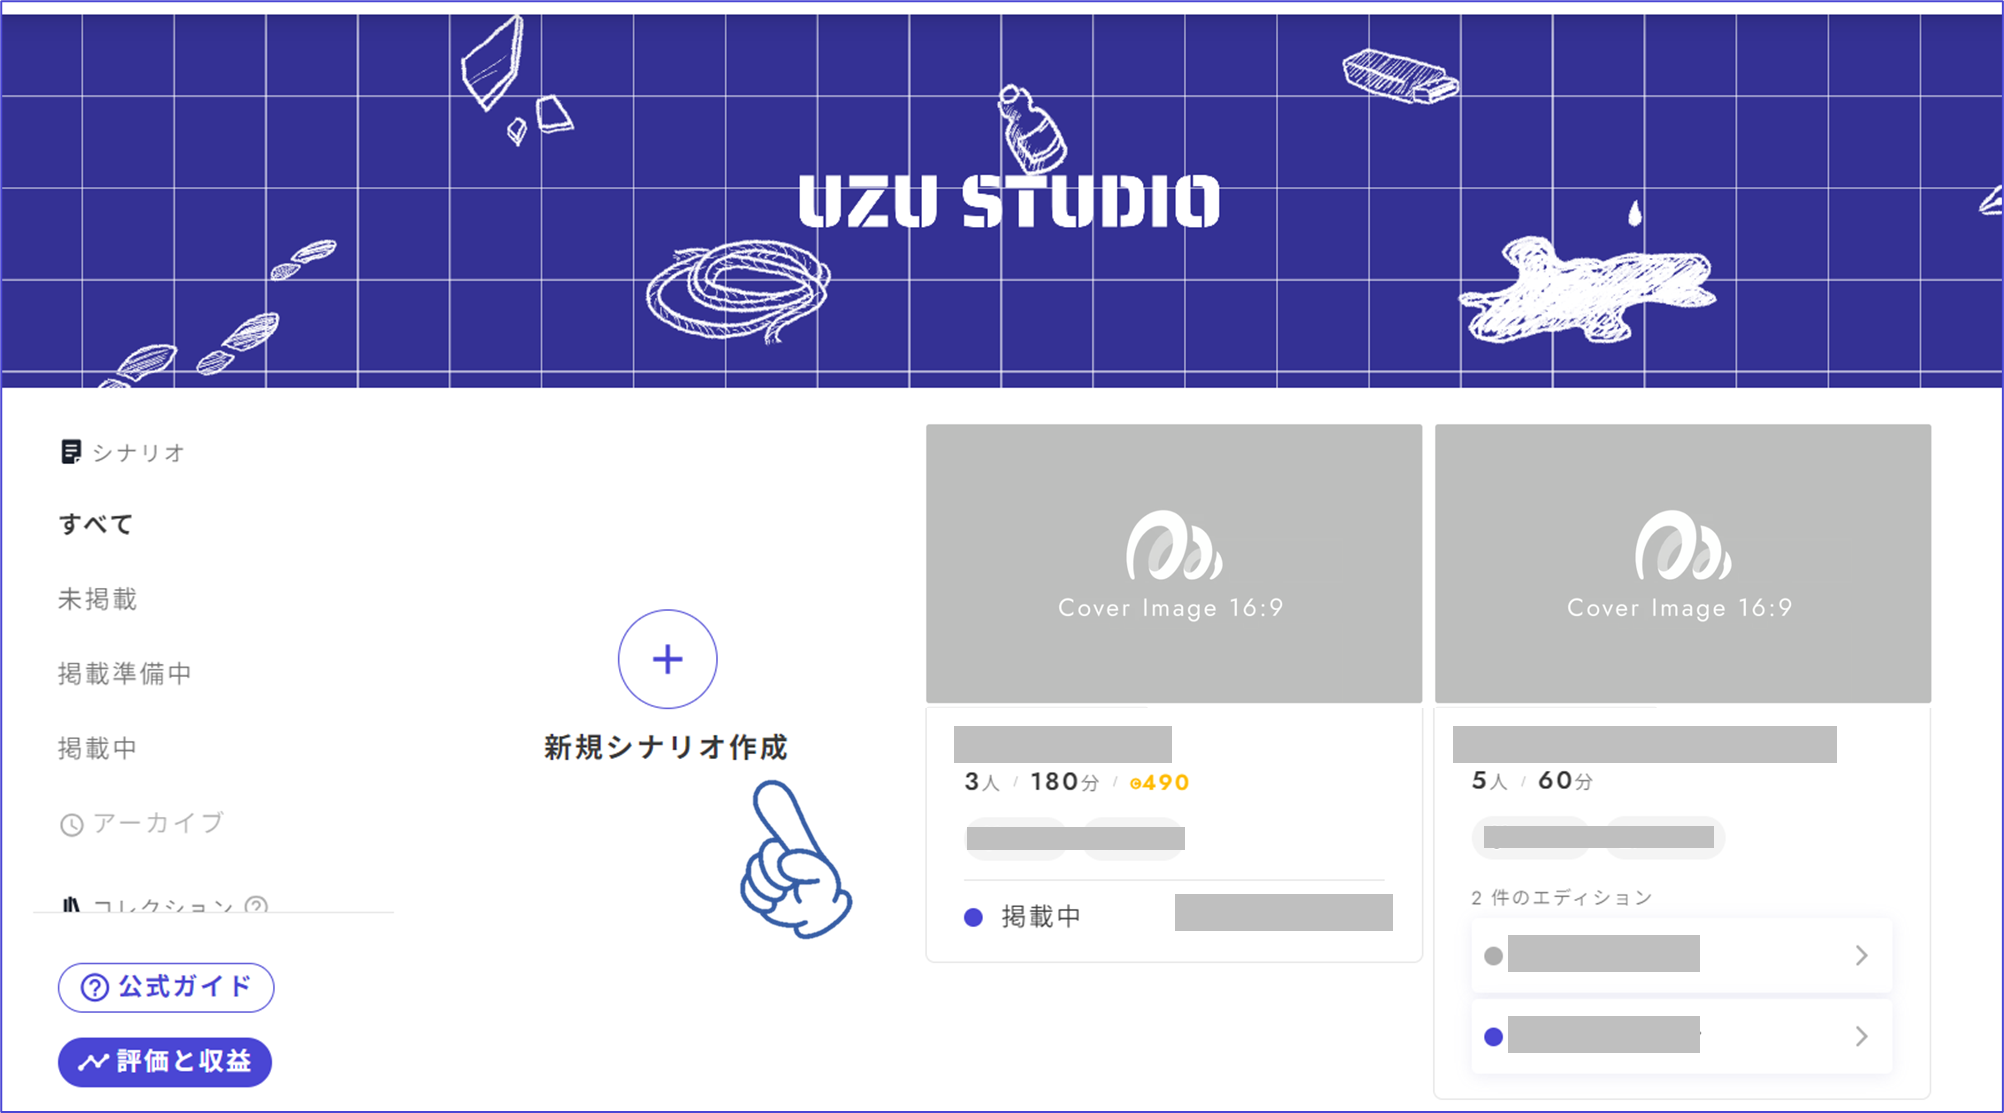 UZU STUDIO
シナリオ
すべて
未掲載
掲載準備中
掲載中
アーカイブ
コレクション
公式ガイド
評価と収益
新規シナリオ作成
Cover Image 16:9
3人 / 180分 / 490
掲載中
Cover Image 16:9
5人 / 60分
2 件のエディション